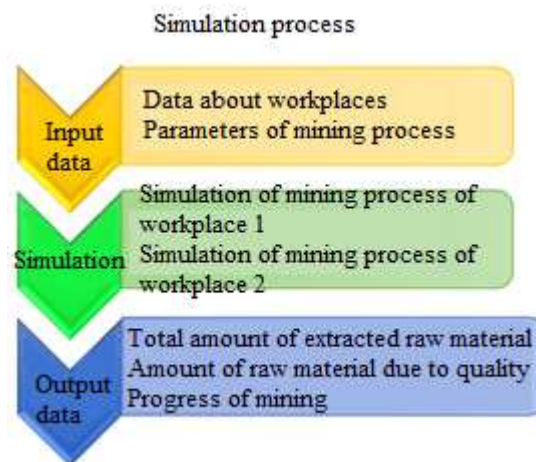 Simulation process
Input
data
Data about workplaces
Parameters of mining process
Simulation
Simulation of mining process of
workplace 1
Simulation of mining process of
workplace 2
Output
data
Total amount of extracted raw material
Amount of raw material due to quality
Progress of mining